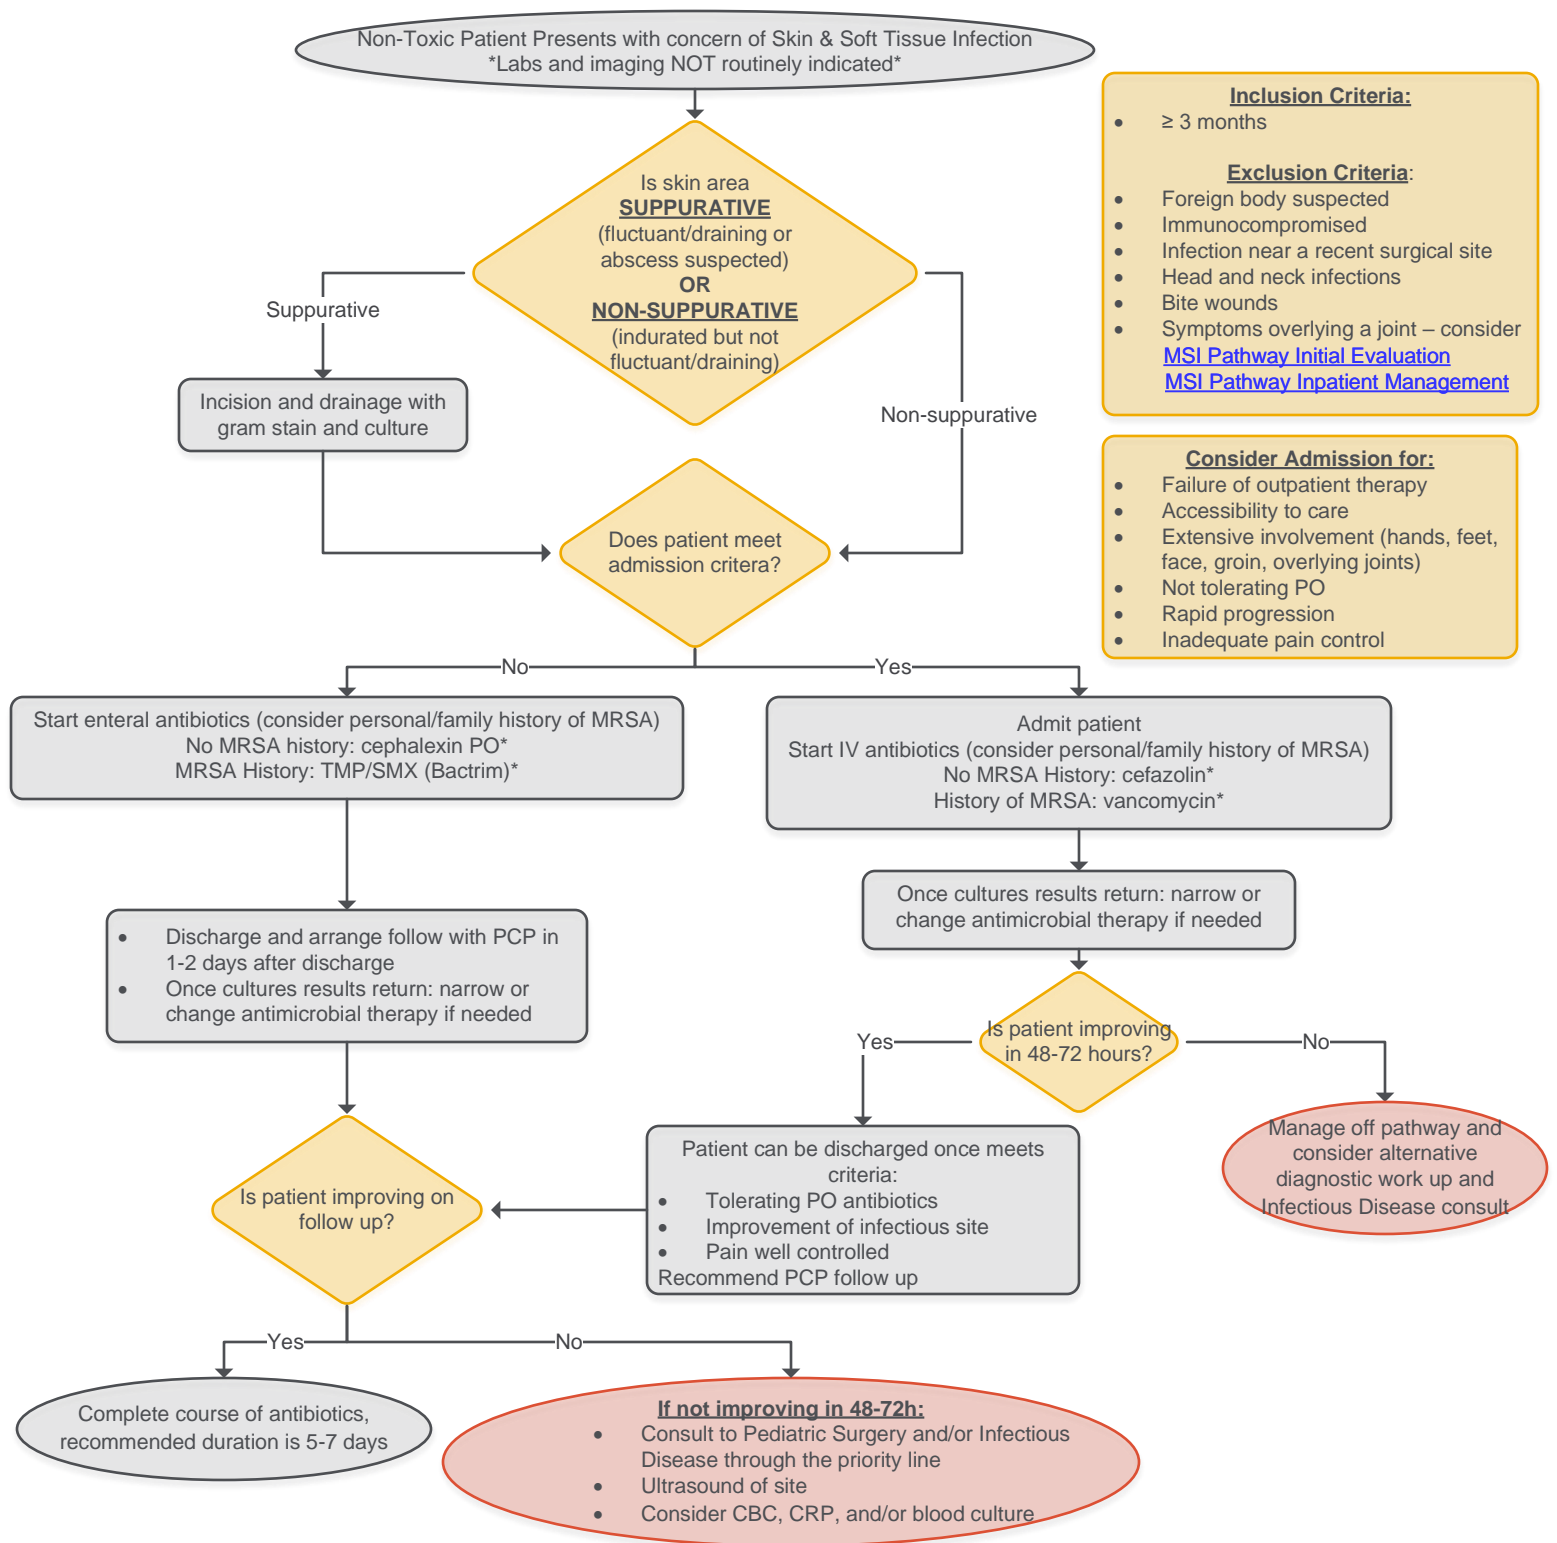 Non-Toxic Patient Presents with concern of Skin & Soft Tissue Infection
*Labs and imaging NOT routinely indicated*
Inclusion Criteria:
• ≥ 3 months
Exclusion Criteria:
• Foreign body suspected
• Immunocompromised
• Infection near a recent surgical site
• Head and neck infections
• Bite wounds
• Symptoms overlying a joint – consider
MSI Pathway Initial Evaluation
MSI Pathway Inpatient Management
Is skin area
SUPPURATIVE
(fluctuant/draining or
abscess suspected)
OR
NON-SUPPURATIVE
(indurated but not
fluctuant/draining)
Suppurative
Non-suppurative
Incision and drainage with
gram stain and culture
Consider Admission for:
• Failure of outpatient therapy
• Accessibility to care
• Extensive involvement (hands, feet,
face, groin, overlying joints)
• Not tolerating PO
• Rapid progression
• Inadequate pain control
Does patient meet
admission critera?
No
Yes
Start enteral antibiotics (consider personal/family history of MRSA)
No MRSA history: cephalexin PO*
MRSA History: TMP/SMX (Bactrim)*
Admit patient
Start IV antibiotics (consider personal/family history of MRSA)
No MRSA History: cefazolin*
History of MRSA: vancomycin*
Once cultures results return: narrow or
change antimicrobial therapy if needed
• Discharge and arrange follow with PCP in
1-2 days after discharge
• Once cultures results return: narrow or
change antimicrobial therapy if needed
Is patient improving
in 48-72 hours?
Yes
No
Manage off pathway and
consider alternative
diagnostic work up and
Infectious Disease consult
Patient can be discharged once meets
criteria:
• Tolerating PO antibiotics
• Improvement of infectious site
• Pain well controlled
Recommend PCP follow up
Is patient improving on
follow up?
Yes
No
Complete course of antibiotics,
recommended duration is 5-7 days
If not improving in 48-72h:
• Consult to Pediatric Surgery and/or Infectious
Disease through the priority line
• Ultrasound of site
• Consider CBC, CRP, and/or blood culture